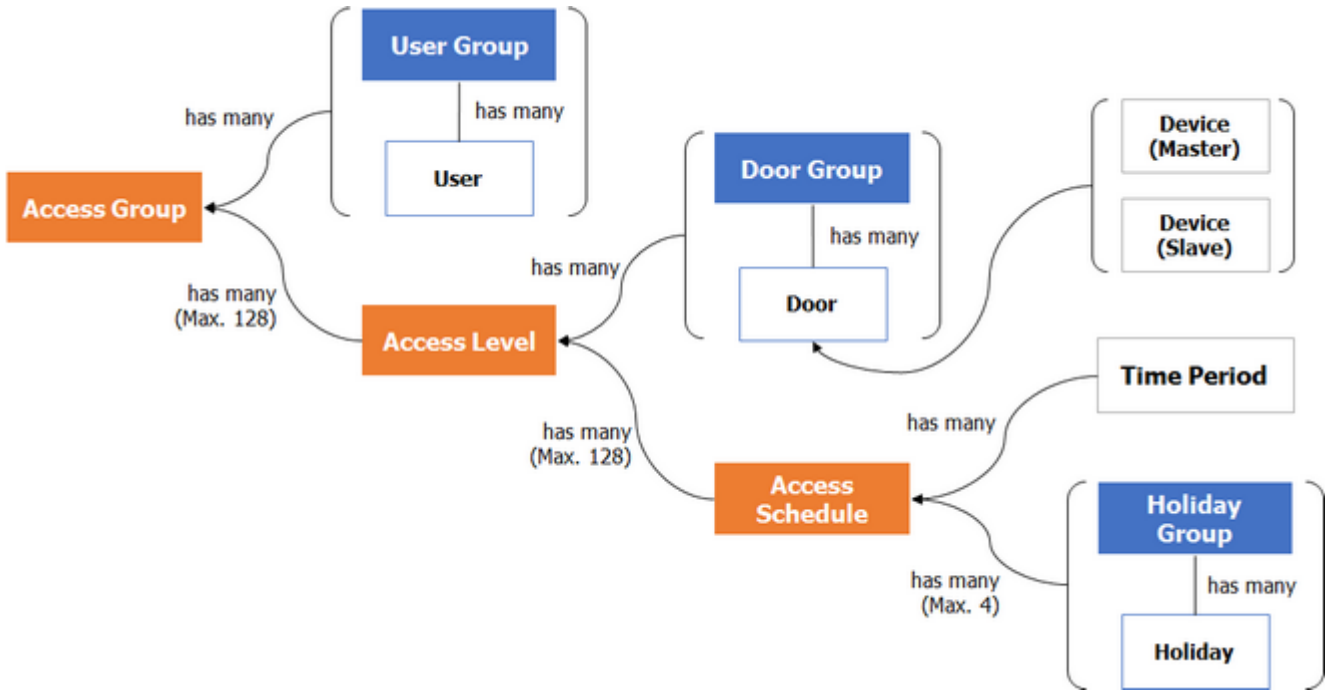 User Group
has many
User
has many
Access Group
has many
(Max. 128)
Access Level
Door Group
has many
Door
has many
has many
(Max. 128)
Access
Schedule
Device
(Master)
Device
(Slave)
Time Period
has many
Holiday
Group
has many
Holiday
has many
(Max. 4)